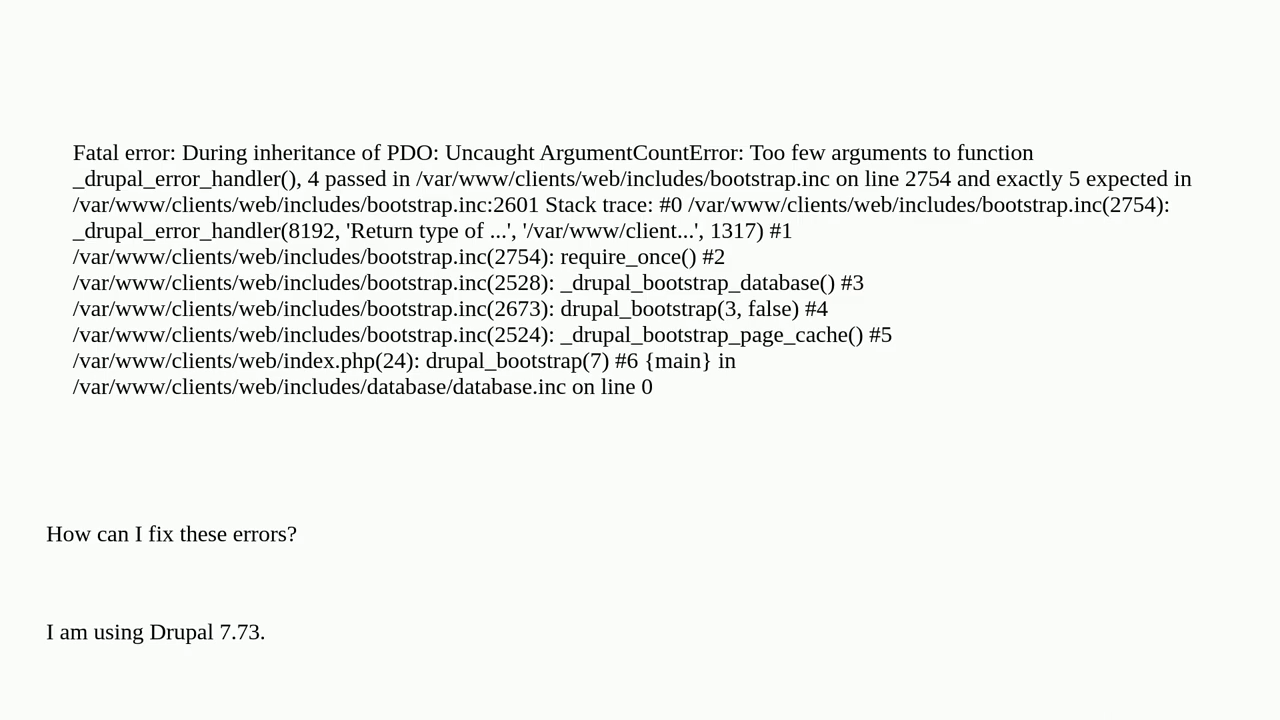 Fatal error: During inheritance of PDO: Uncaught ArgumentCountError: Too few arguments to function
_drupal_error_handler(), 4 passed in /var/www/clients/web/includes/bootstrap.inc on line 2754 and exactly 5 expected in
/var/www/clients/web/includes/bootstrap.inc:2601 Stack trace: #0 /var/www/clients/web/includes/bootstrap.inc(2754):
_drupal_error_handler(8192, 'Return type of ...', '/var/www/client...', 1317) #1
/var/www/clients/web/includes/bootstrap.inc(2754): require_once() #2
/var/www/clients/web/includes/bootstrap.inc(2528): _drupal_bootstrap_database() #3
/var/www/clients/web/includes/bootstrap.inc(2673): drupal_bootstrap(3, false) #4
/var/www/clients/web/includes/bootstrap.inc(2524): _drupal_bootstrap_page_cache() #5
/var/www/clients/web/index.php(24): drupal_bootstrap(7) #6 {main} in
/var/www/clients/web/includes/database/database.inc on line 0
How can I fix these errors?
I am using Drupal 7.73.